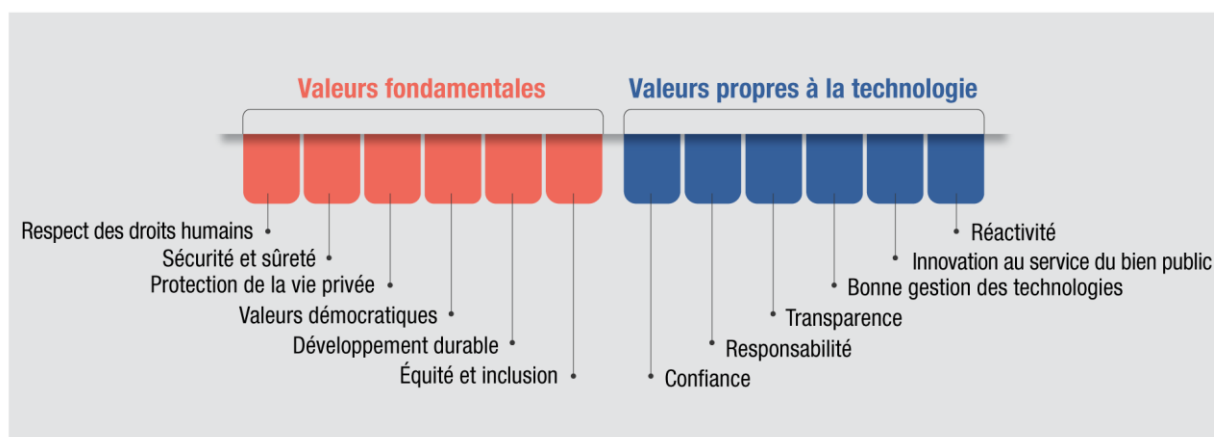 Valeurs fondamentales
Valeurs propres à la technologie
Respect des droits humains
Sécurité et sûreté
Protection de la vie privée
Valeurs démocratiques
Développement durable
Équité et inclusion
Réactivité
Innovation au service du bien public
Bonne gestion des technologies
Transparence
Responsabilité
Confiance